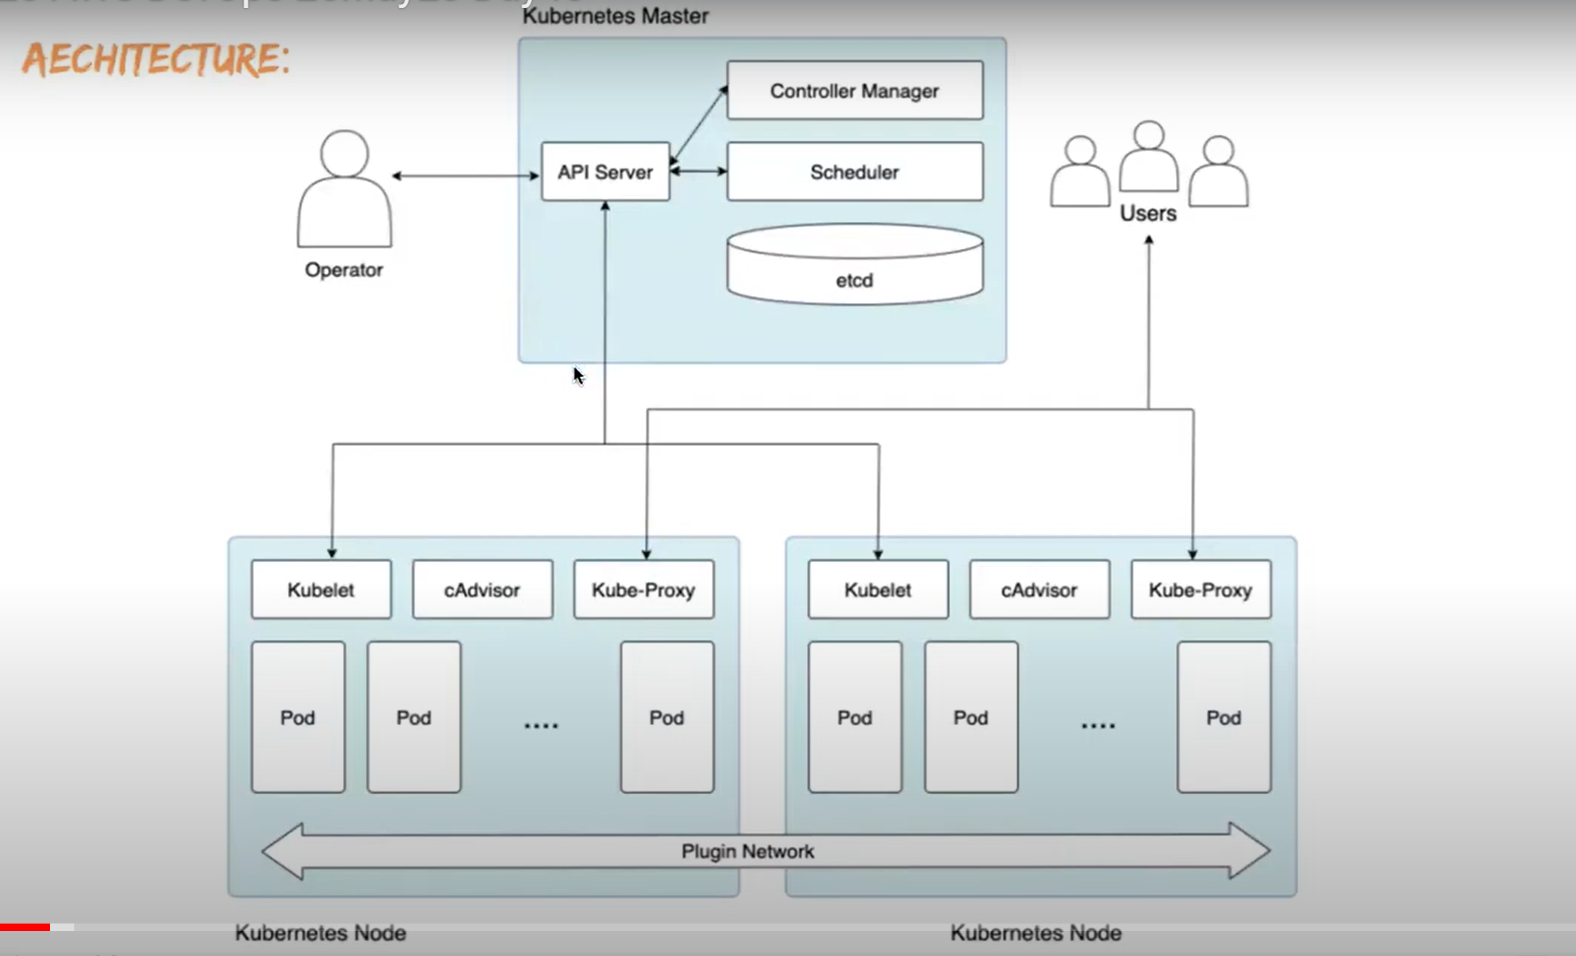 Kubernetes Master
AECHITECTURE:
Controller Manager
API Server
Scheduler
etcd
Operator
Users
Kubelet
cAdvisor
Kube-Proxy
Kubelet
cAdvisor
Kube-Proxy
Pod
Pod
....
Pod
Pod
Pod
....
Pod
Plugin Network
Kubernetes Node
Kubernetes Node